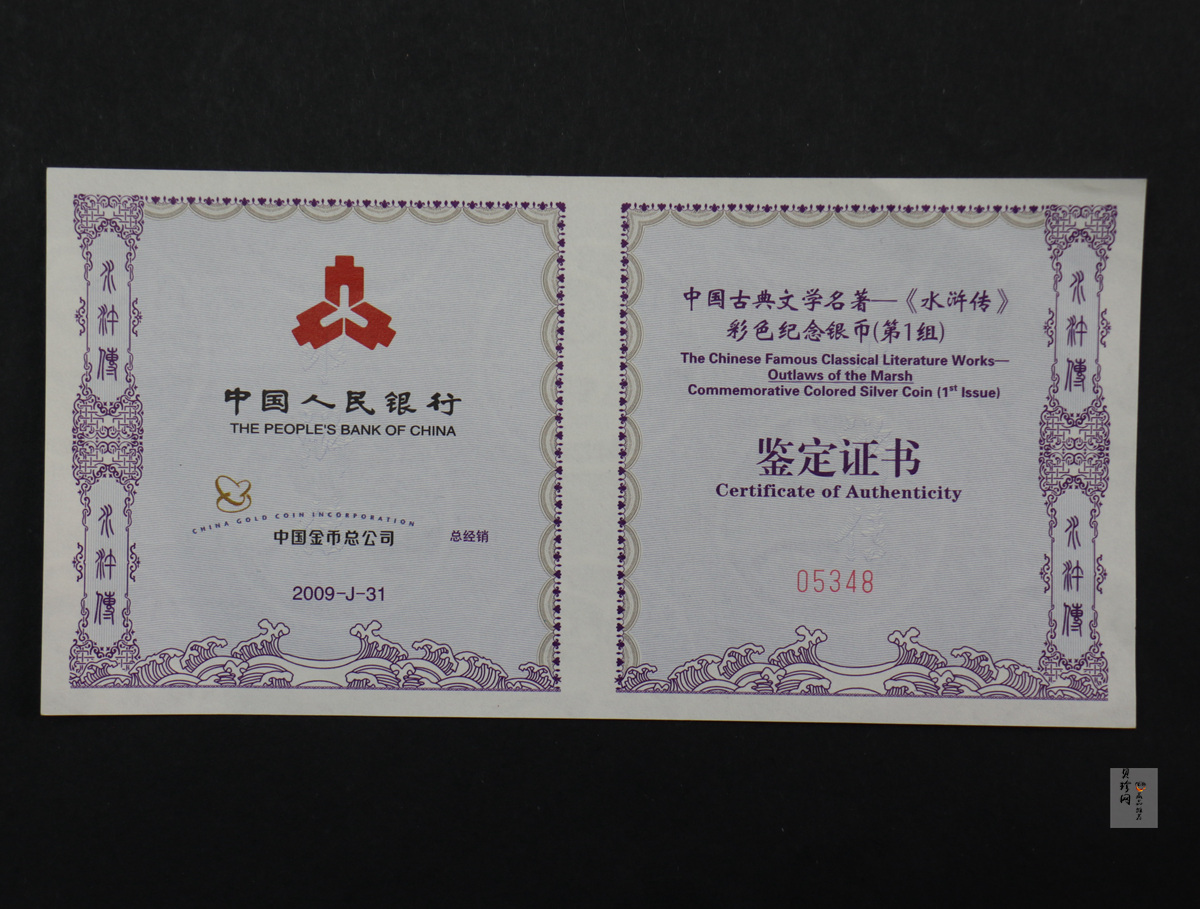 水滸傳
水滸傳
中国人民银行
THE PEOPLE'S BANK OF CHINA
CHINA GOLD COIN INCORPORATION
中国金币总公司 总经销
2009-J-31
中国古典文学名著—《水浒传》
彩色纪念银币(第1组)
The Chinese Famous Classical Literature Works—
Outlaws of the Marsh
Commemorative Colored Silver Coin (1st Issue)
鉴定证书
Certificate of Authenticity
05348
水滸傳
水滸傳